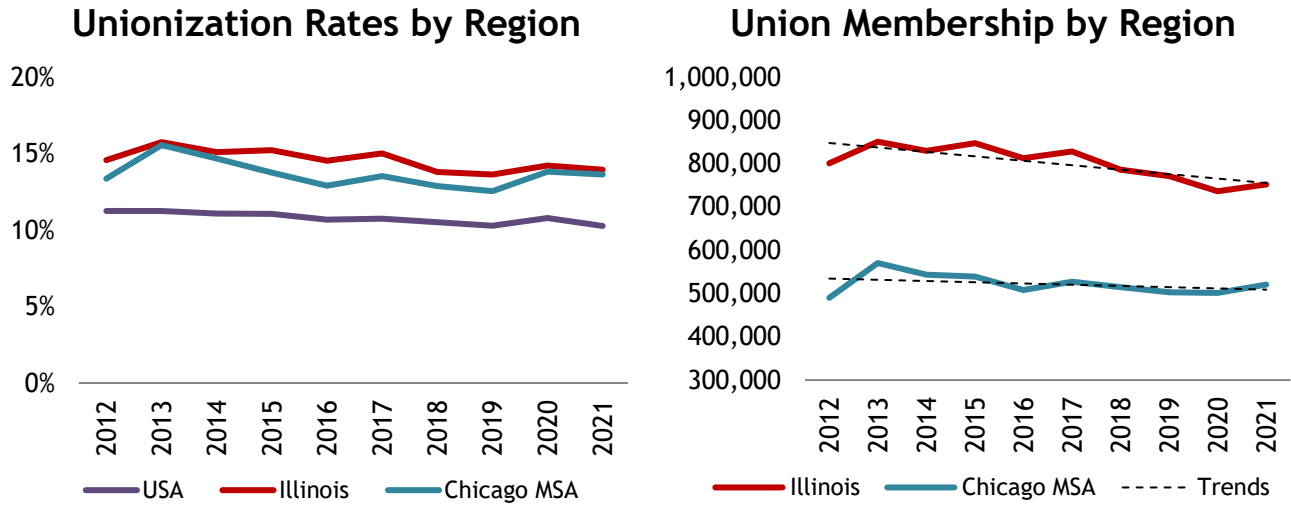 Unionization Rates by Region
20%
15%
10%
5%
0%
2012 2013 2014 2015 2016 2017 2018 2019 2020 2021
USA Illinois Chicago MSA
Union Membership by Region
1,000,000
900,000
800,000
700,000
600,000
500,000
400,000
300,000
2012 2013 2014 2015 2016 2017 2018 2019 2020 2021
Illinois Chicago MSA Trends